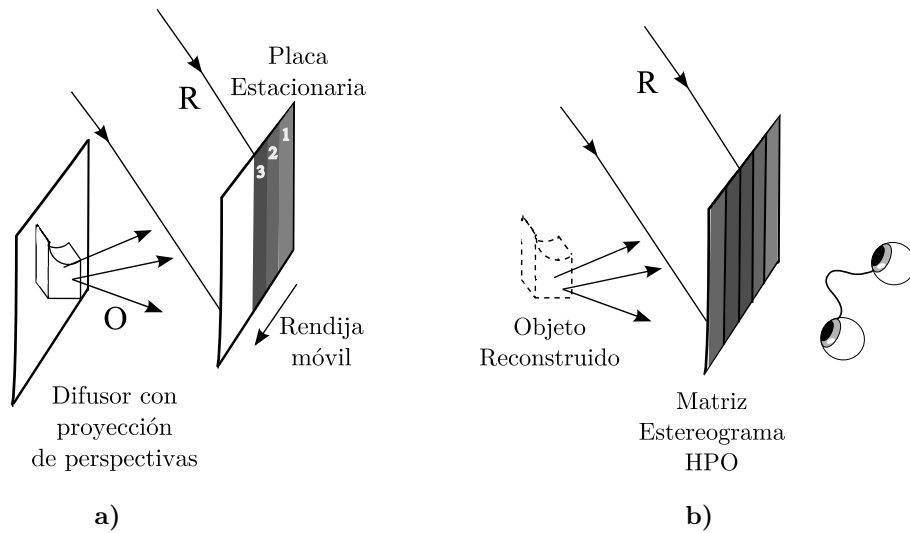 Placa
Estacionaria
R
1
2
3
O
Rendija
móvil
Difusor con
proyección
de perspectivas
a)
R
Objeto
Reconstruido
Matriz
Estereograma
HPO
b)